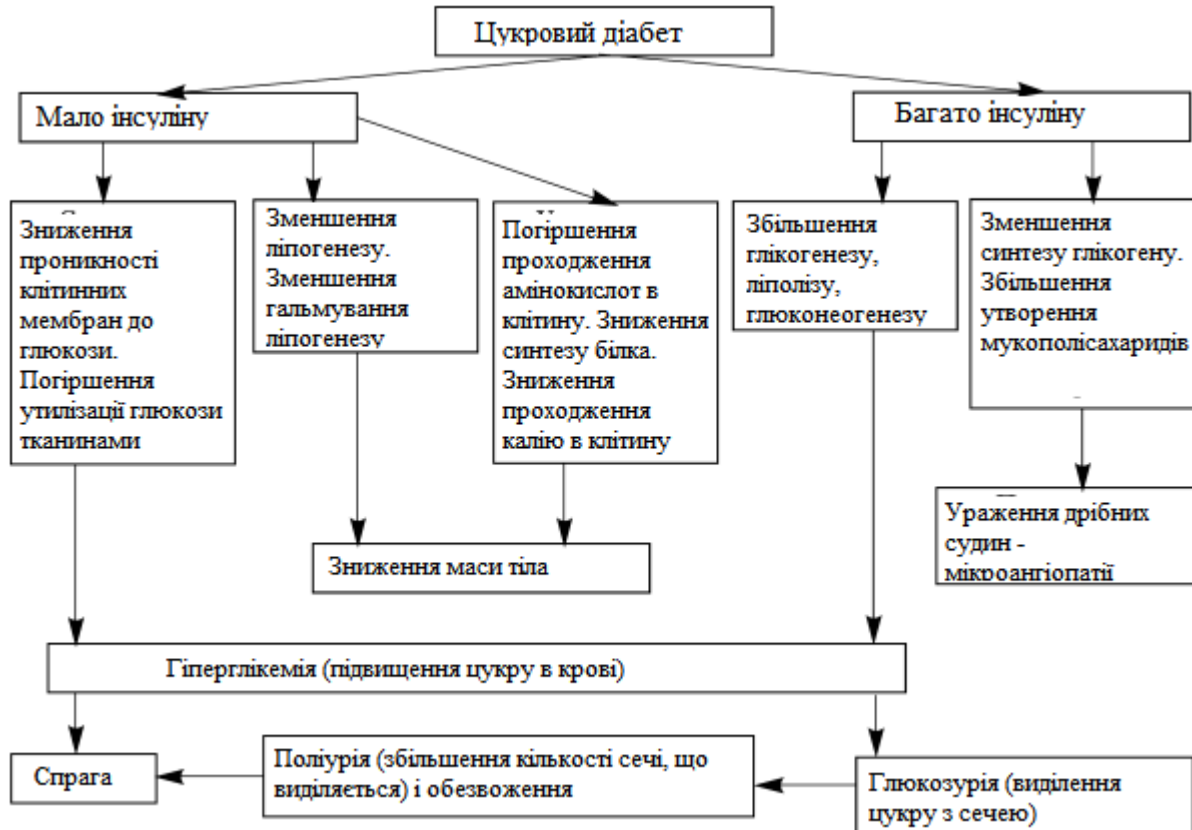 Цукровий діабет
Мало інсуліну
Багато інсуліну
Зниження
проникності
клітинних
мембран до
глюкози.
Погіршення
утилізації глюкози
тканинами
Зменшення
ліпогенезу.
Зменшення
гальмування
ліпогенезу
Погіршення
проходження
амінокислот в
клітину. Зниження
синтезу білка.
Зниження
проходження
калію в клітину
Збільшення
глікогенезу,
ліполізу,
глюконеогенезу
Зменшення
синтезу глікогену.
Збільшення
утворення
мукополісахаридів
Ураження дрібних
судин -
мікроангіопатії
Зниження маси тіла
Гіперглікемія (підвищення цукру в крові)
Спрага
Поліурія (збільшення кількості сечі, що
виділяється) і обезвоження
Глюкозурія (виділення
цукру з сечею)